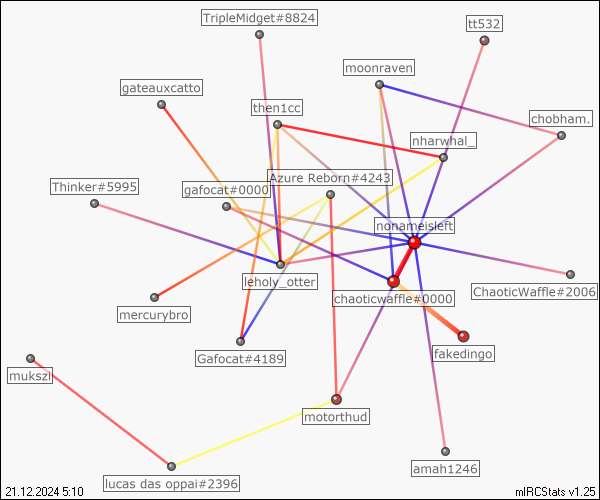 TripleMidget#8824
tt532
moonraven
gateauxcatto
then1cc
chobham.
nharwhal_
Azure Reborn#4243
Thinker#5995
gafocat#0000
nonameisleft
leholy_otter
ChaoticWaffle#2006
chaoticwaffle#0000
mercurybro
Gafocat#4189
fakedingo
mukszi
motorthud
amah1246
lucas das oppai#2396
21.12.2024 5:10
mIRCStats v1.25